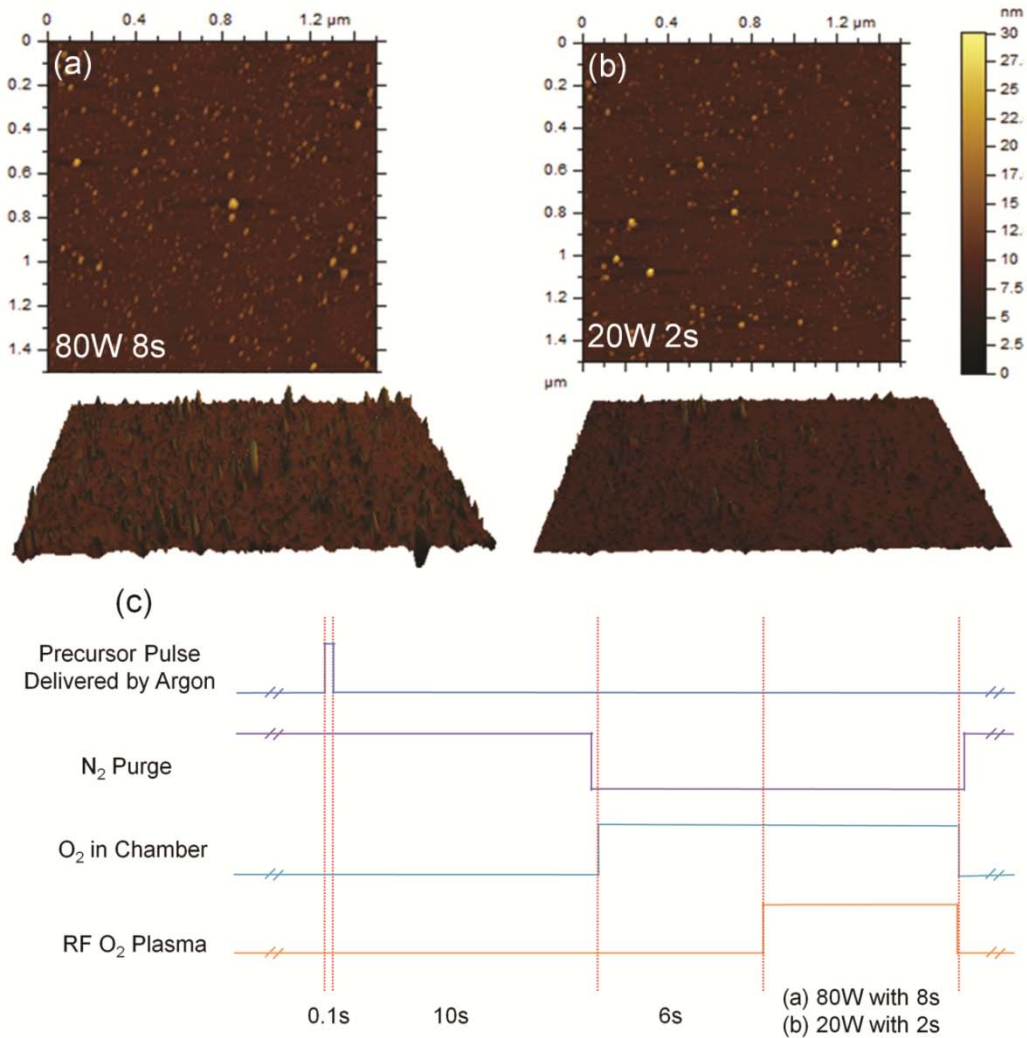 0 0.4 0.8 1.2 µm
0 0.4 0.8 1.2 µm
nm
(a)
0
0.2
0.4
0.6
0.8
1
1.2
1.4
80W 8s
(b)
0
0.2
0.4
0.6
0.8
1
1.2
1.4
µm
20W 2s
30
27.
25
22.
20
17.
15
12.
10
7.5
5
2.5
0
(c)
Precursor Pulse
Delivered by Argon
N₂ Purge
O₂ in Chamber
RF O₂ Plasma
0.1s 10s 6s
(a) 80W with 8s
(b) 20W with 2s